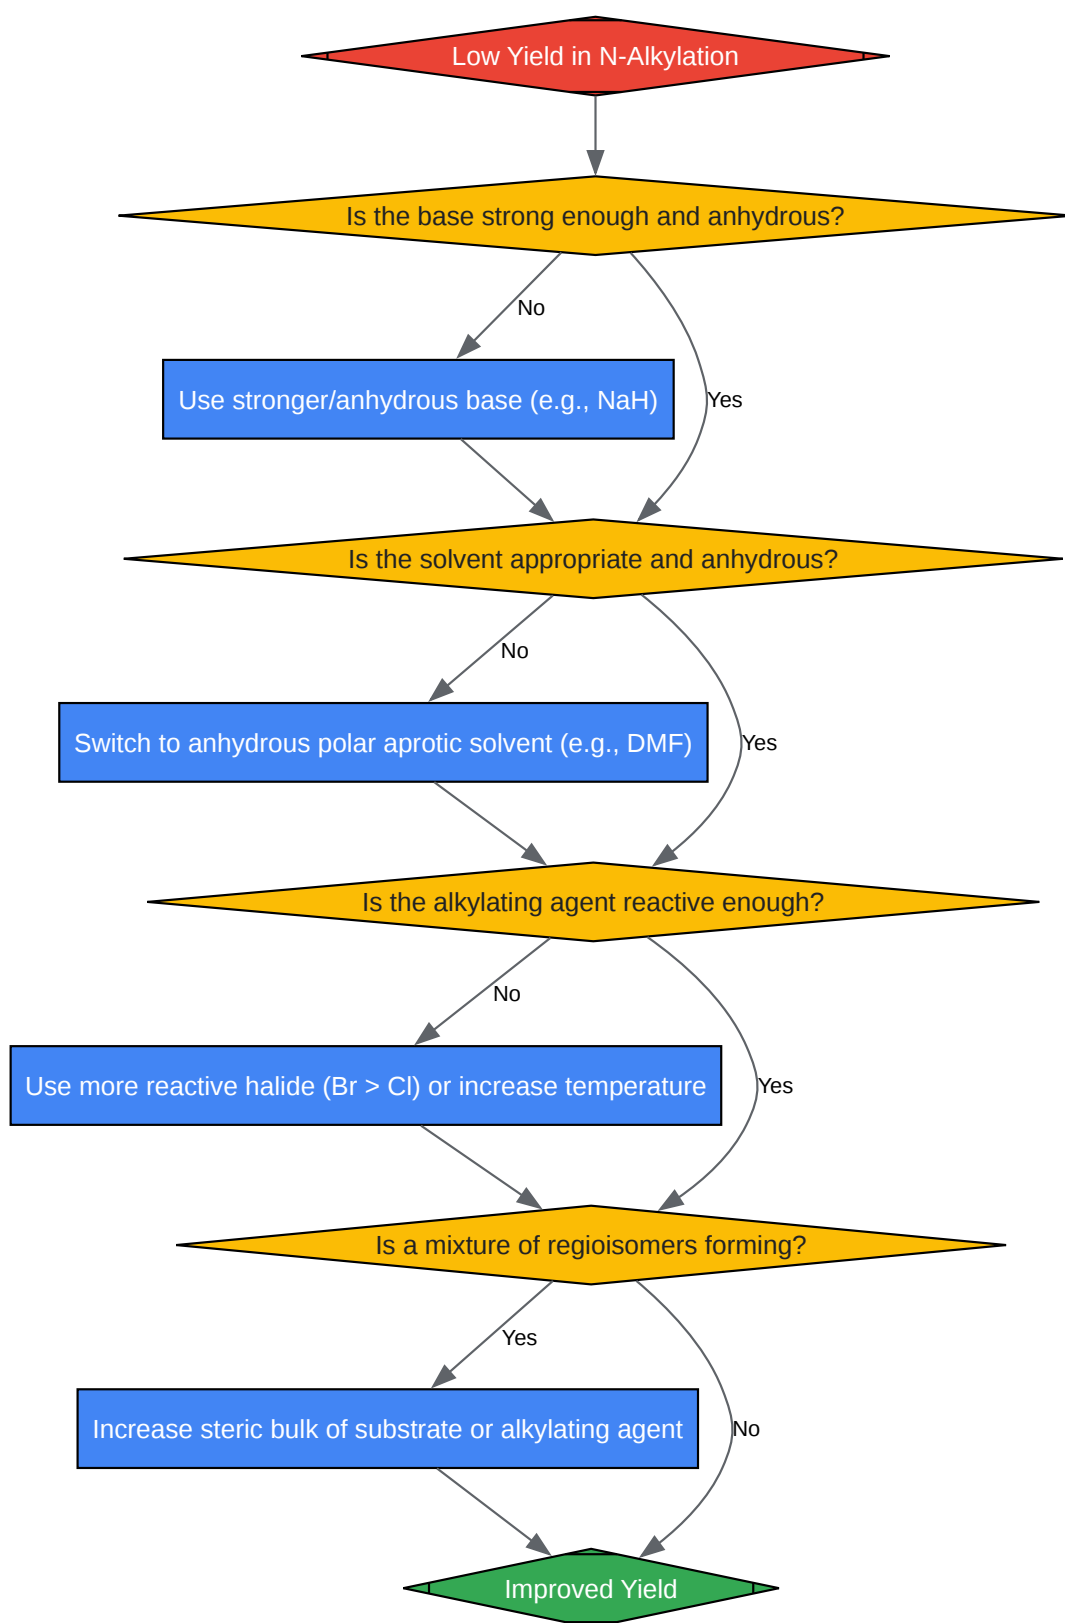 Low Yield in N-Alkylation
Is the base strong enough and anhydrous?
No
Use stronger/anhydrous base (e.g., NaH)
Yes
Is the solvent appropriate and anhydrous?
No
Switch to anhydrous polar aprotic solvent (e.g., DMF)
Yes
Is the alkylating agent reactive enough?
No
Use more reactive halide (Br > Cl) or increase temperature
Yes
Is a mixture of regioisomers forming?
Yes
Increase steric bulk of substrate or alkylating agent
No
Improved Yield